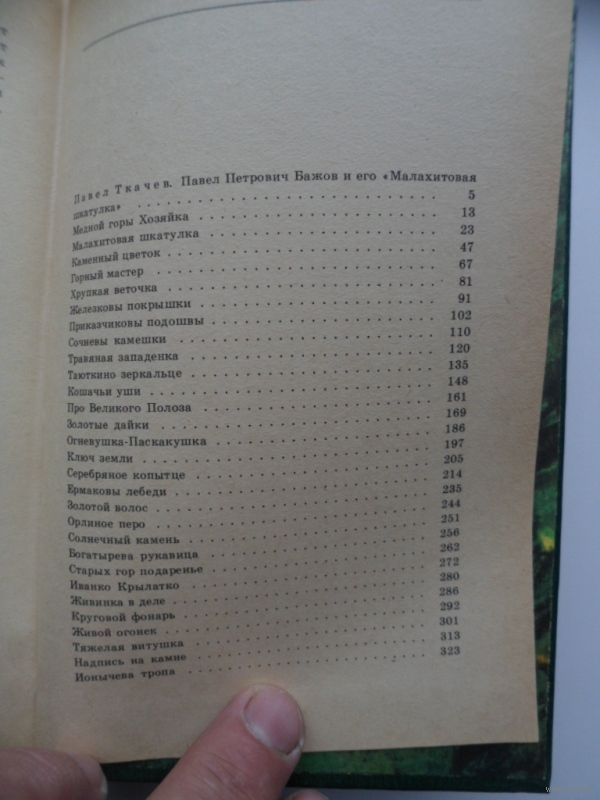 Павел Ткачев. Павел Петрович Бажов и его «Малахитовая
шкатулка» . . . . . . . . . . . . . . . . 5
Медной горы Хозяйка . . . . . . . . . . . . . 13
Малахитовая шкатулка . . . . . . . . . . . . . 23
Каменный цветок . . . . . . . . . . . . . . . 47
Горный мастер . . . . . . . . . . . . . . . . 67
Хрупкая веточка . . . . . . . . . . . . . . . 81
Железковы покрышки . . . . . . . . . . . . . 91
Приказчиковы подошвы . . . . . . . . . . . . . 102
Сочневы камешки . . . . . . . . . . . . . . . 110
Травяная западенка . . . . . . . . . . . . . . 120
Таюткино зеркальце . . . . . . . . . . . . . . 135
Кошачьи уши . . . . . . . . . . . . . . . . 148
Про Великого Полоза . . . . . . . . . . . . . 161
Золотые дайки . . . . . . . . . . . . . . . . 169
Огневушка-Паскакушка . . . . . . . . . . . . . 186
Ключ земли . . . . . . . . . . . . . . . . . 197
Серебряное копытце . . . . . . . . . . . . . . 205
Ермаковы лебеди . . . . . . . . . . . . . . . 214
Золотой волос . . . . . . . . . . . . . . . . 235
Орлиное перо . . . . . . . . . . . . . . . . 244
Солнечный камень . . . . . . . . . . . . . . 251
Богатырева рукавица . . . . . . . . . . . . . 256
Старых гор подаренье . . . . . . . . . . . . . 262
Иванко Крылатко . . . . . . . . . . . . . . . 272
Живинка в деле . . . . . . . . . . . . . . . 280
Круговой фонарь . . . . . . . . . . . . . . . 286
Живой огонек . . . . . . . . . . . . . . . . 292
Тяжелая витушка . . . . . . . . . . . . . . . 301
Надпись на камне . . . . . . . . . . . . . . 313
Ионычева тропа . . . . . . . . . . . . . . . 323